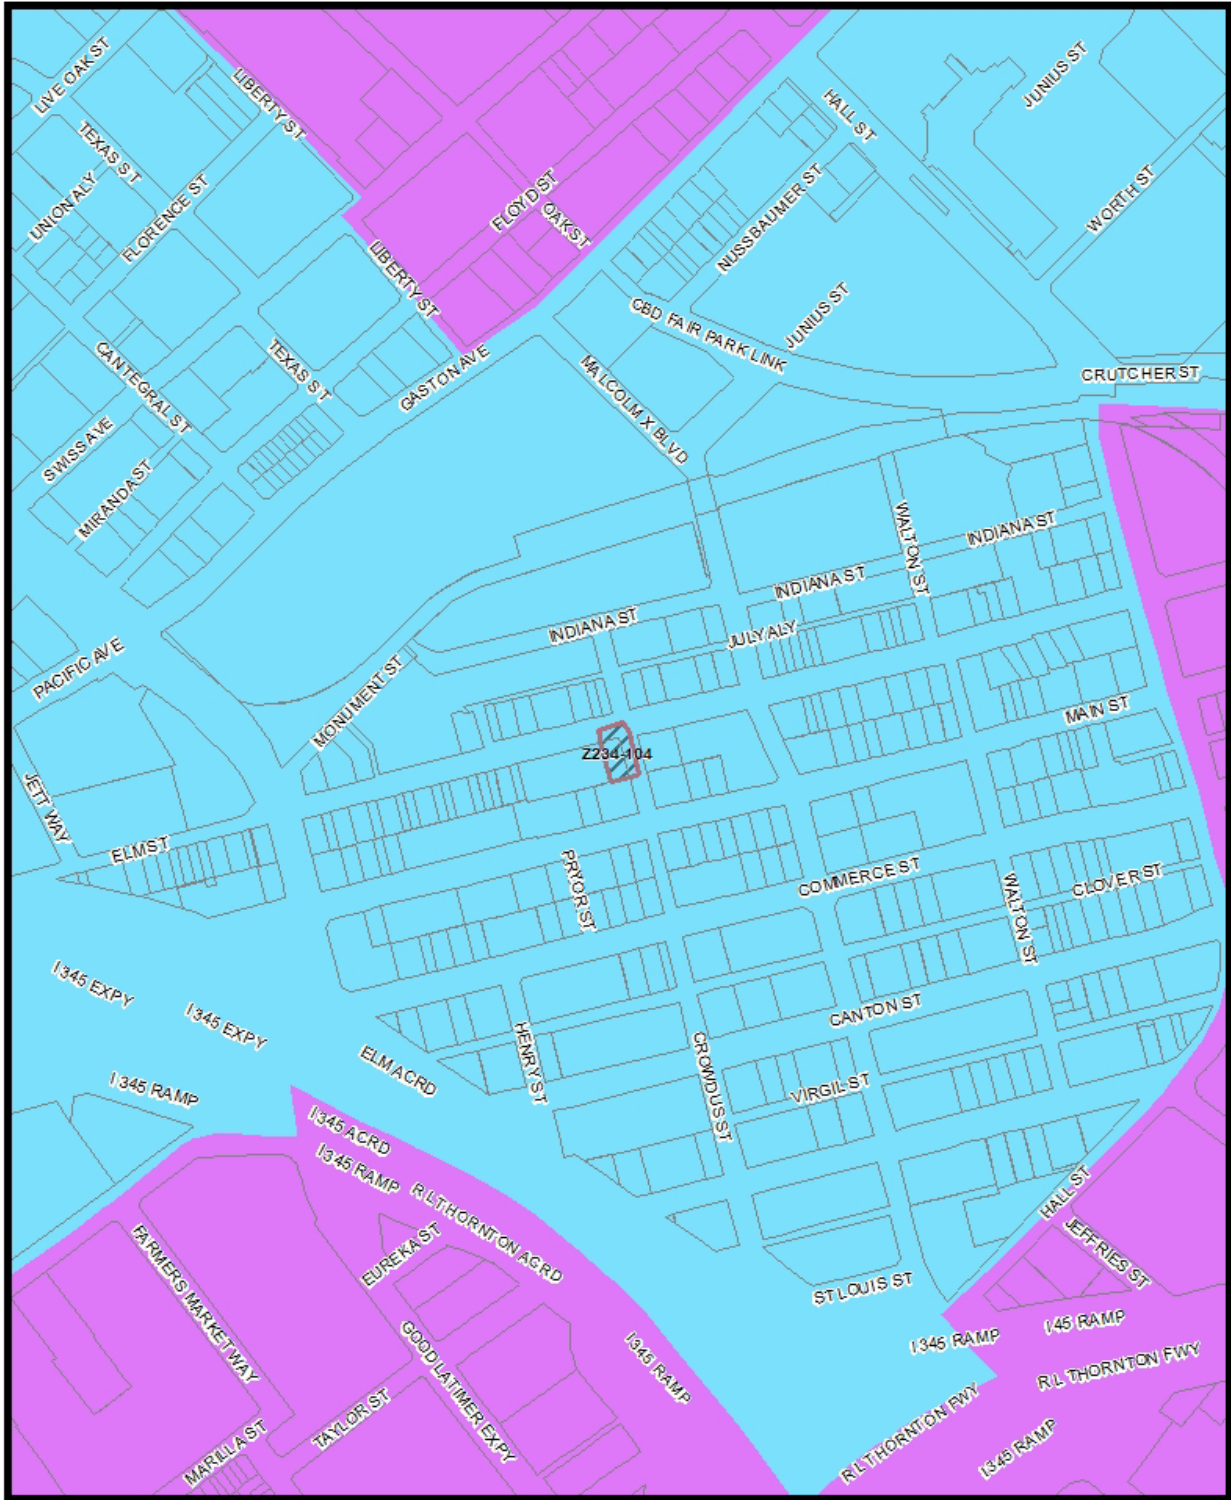 LIVE OAK ST
LIBERTY ST
HALL ST
JUNIUS ST
TEXAS ST
UNION ALY
FLORENCE ST
FLOYD ST
OAK ST
NUSSBAUMER ST
WORTH ST
LIBERTY ST
CBD FAIR PARK LINK
JUNIUS ST
CANTEGRAL ST
TEXAS ST
GASTON AVE
MALCOLM X BLVD
CRUTCHER ST
SWISS AVE
MIRANDA ST
WALTON ST
INDIANA ST
INDIANA ST
INDIANA ST
JULY ALY
PACIFIC AVE
MONUMENT ST
MAIN ST
Z234-104
JETT WAY
ELM ST
PRYOR ST
COMMERCE ST
WALTON ST
CLOVER ST
I 345 EXPY
I 345 EXPY
CANTON ST
HENRY ST
CROWDUS ST
ELM ACRD
I 345 RAMP
VIRGIL ST
I 345 ACRD
I 345 RAMP
R L THORNTON ACRD
HALL ST
EUREKA ST
FARMERS MARKET WAY
JEFFRIES ST
ST LOUIS ST
GOOD LATIMER EXPY
I 345 RAMP
I 345 RAMP
I45 RAMP
R L THORNTON FWY
R L THORNTON FWY
TAYLOR ST
MARILLA ST
I 345 RAMP